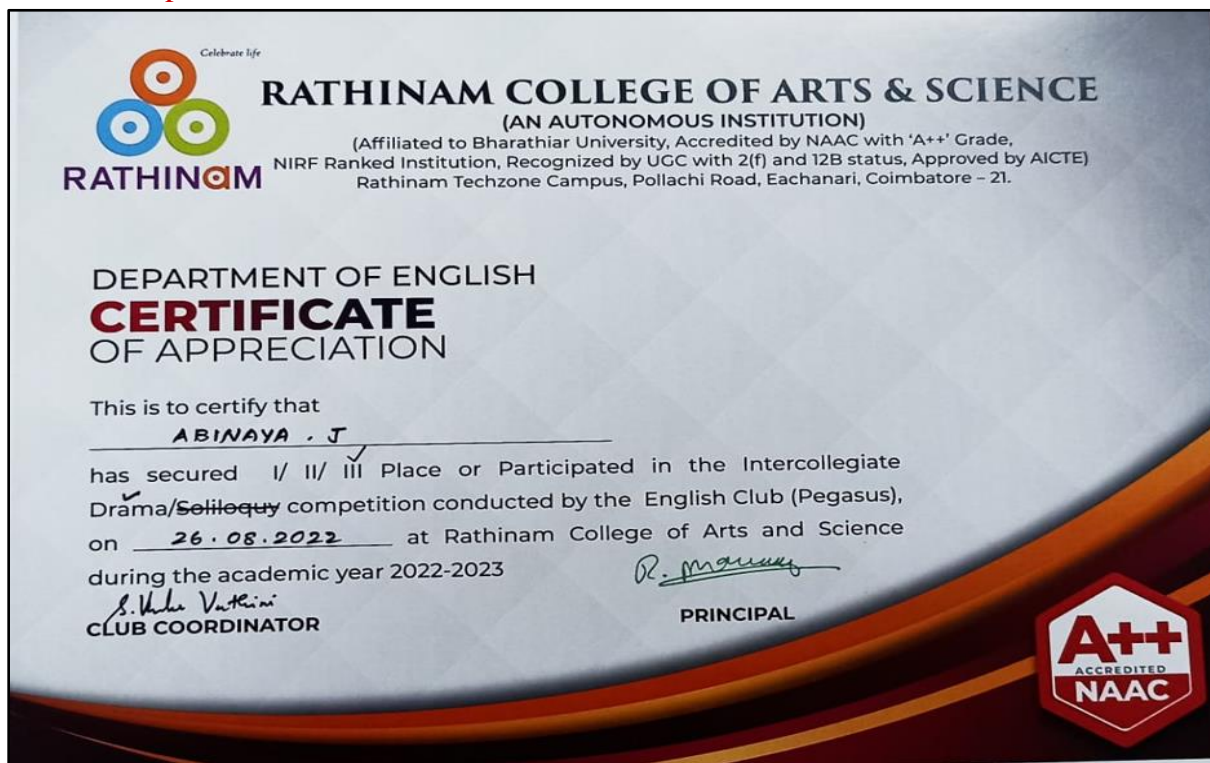 Celebrate life
RATHINAM
RATHINAM COLLEGE OF ARTS & SCIENCE
(AN AUTONOMOUS INSTITUTION)
(Affiliated to Bharathiar University, Accredited by NAAC with ‘A++’ Grade,
NIRF Ranked Institution, Recognized by UGC with 2(f) and 12B status, Approved by AICTE)
Rathinam Techzone Campus, Pollachi Road, Eachanari, Coimbatore – 21.
DEPARTMENT OF ENGLISH
CERTIFICATE
OF APPRECIATION
This is to certify that
ABINAYA . J
has secured I/ II/ III Place or Participated in the Intercollegiate
Drama/Soliloquy competition conducted by the English Club (Pegasus),
on 26.08.2022 at Rathinam College of Arts and Science
during the academic year 2022-2023
CLUB COORDINATOR
PRINCIPAL
A++
ACCREDITED
NAAC